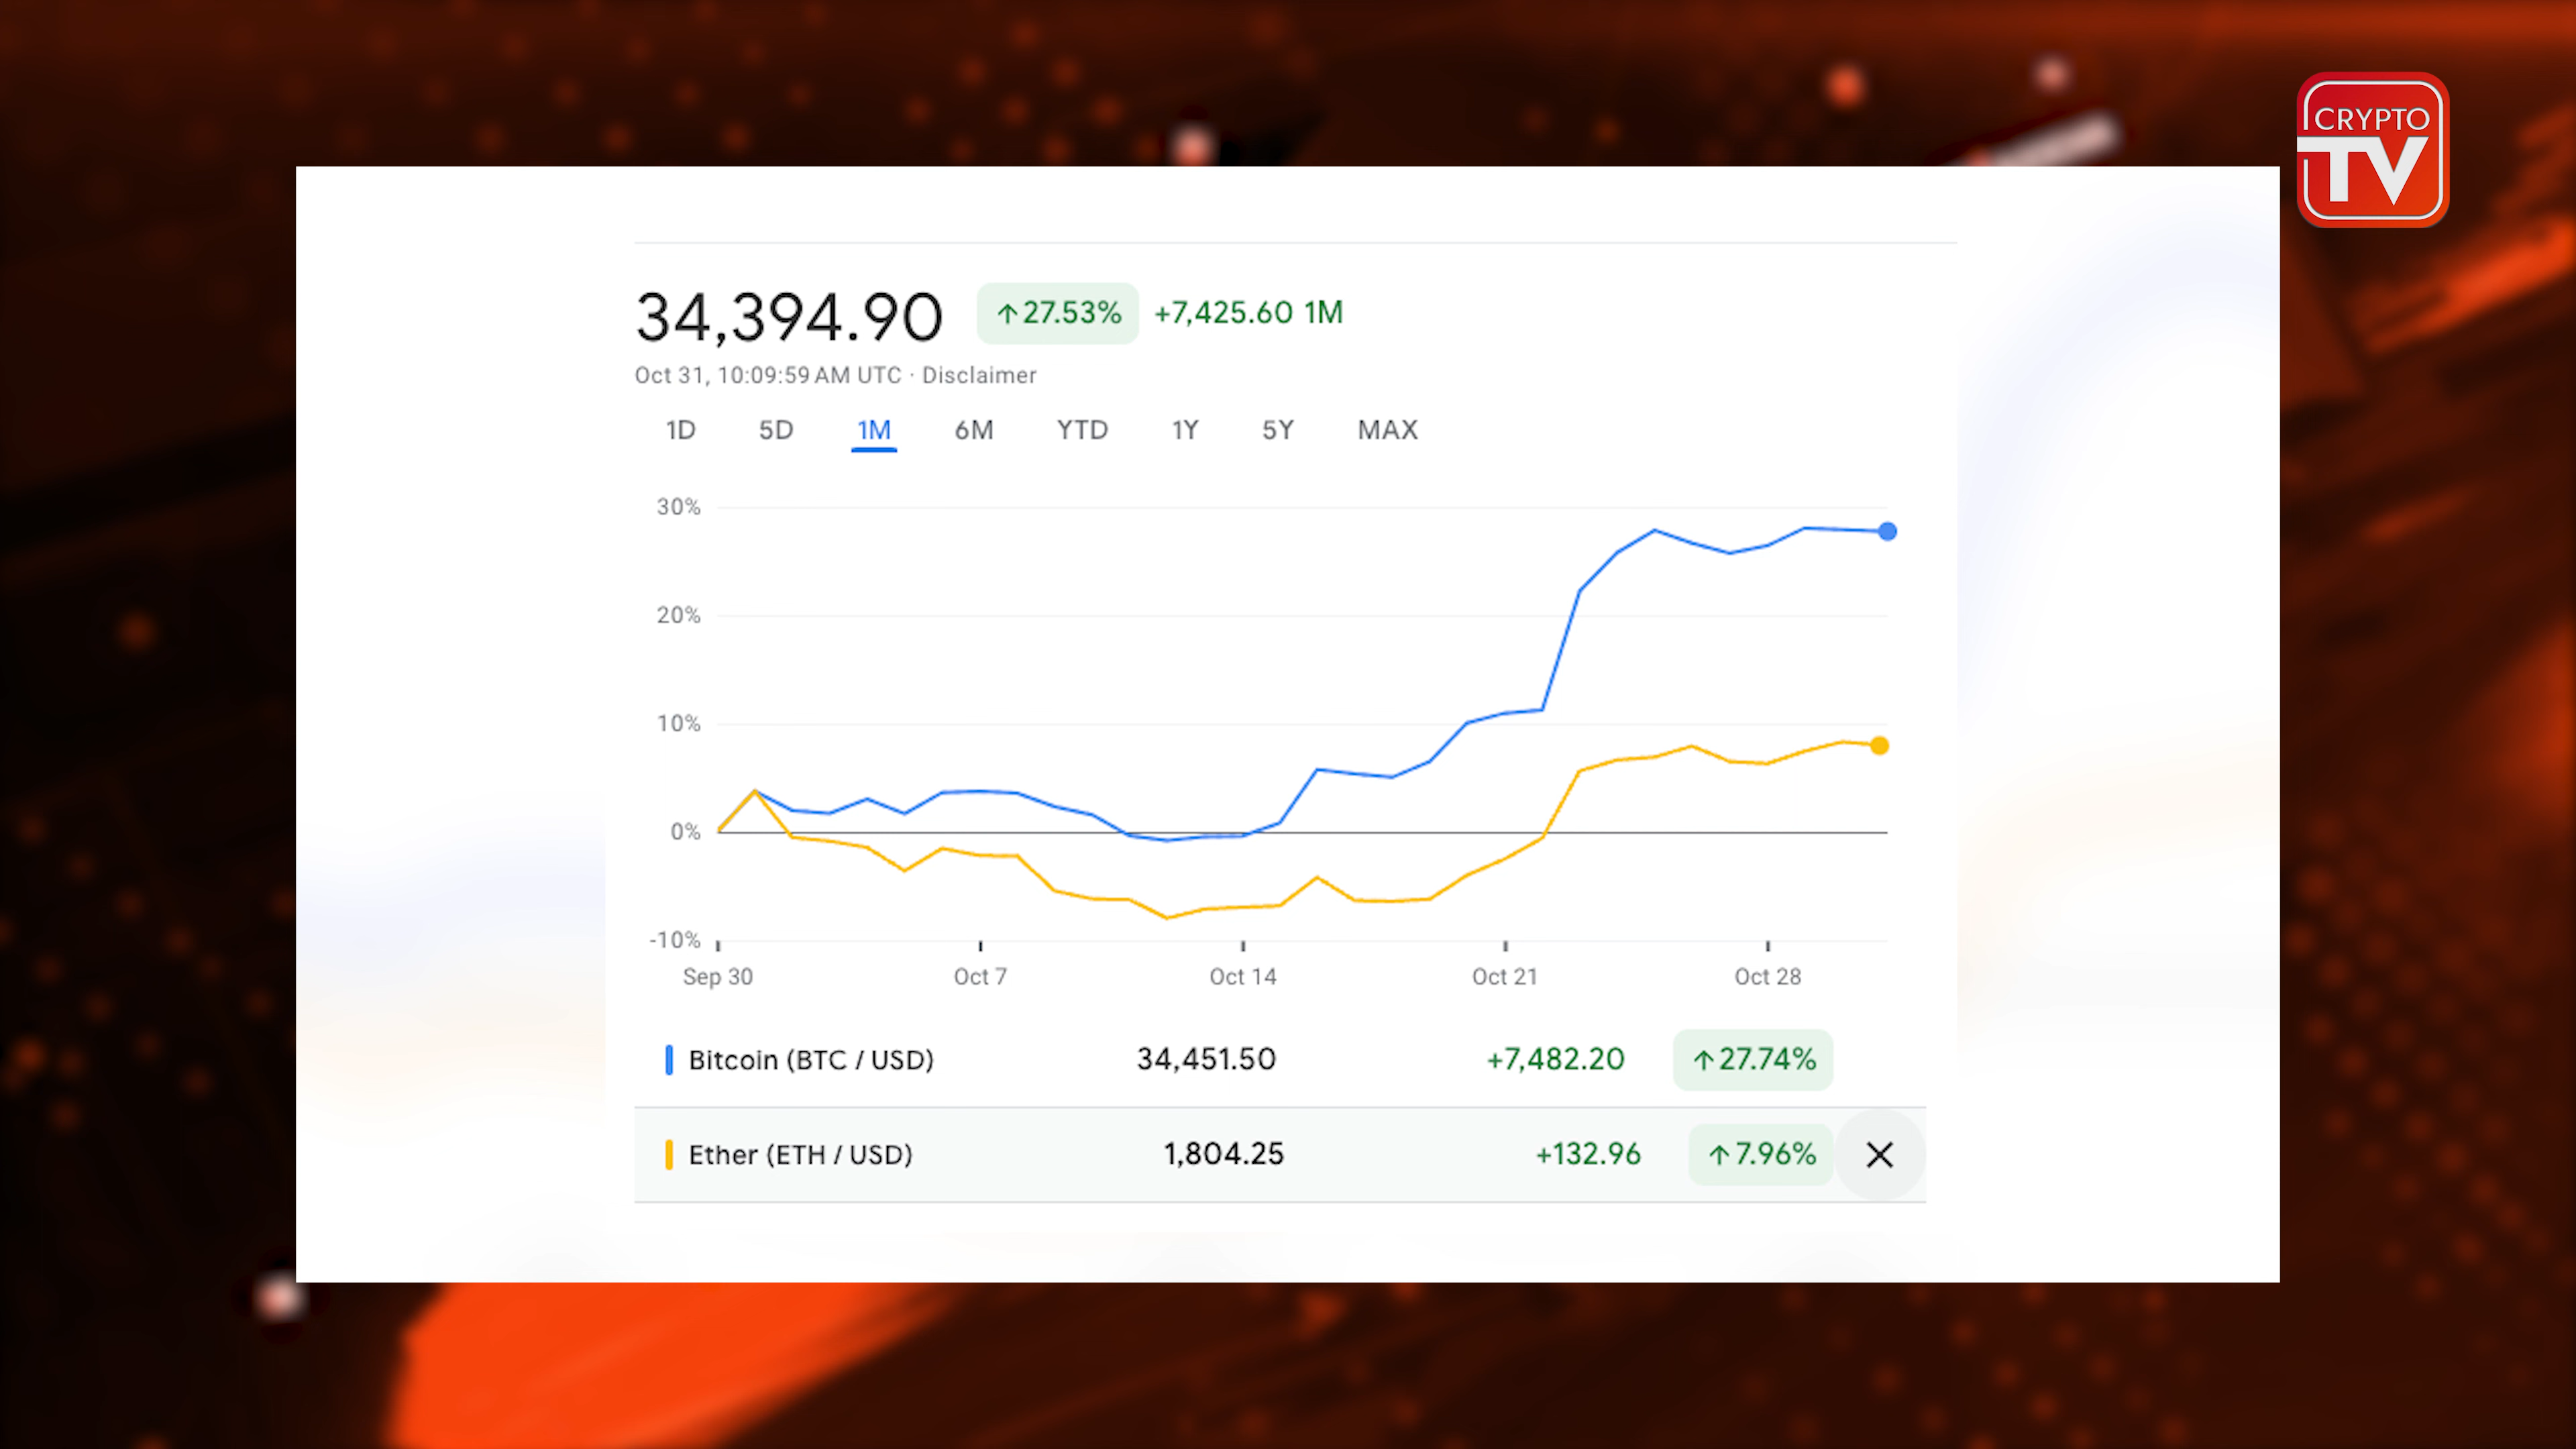 CRYPTO
TV
34,394.90 ↑27.53% +7,425.60 1M
Oct 31, 10:09:59 AM UTC · Disclaimer
1D 5D 1M 6M YTD 1Y 5Y MAX
30%
20%
10%
0%
-10%
Sep 30 Oct 7 Oct 14 Oct 21 Oct 28
Bitcoin (BTC / USD) 34,451.50 +7,482.20 ↑27.74%
Ether (ETH / USD) 1,804.25 +132.96 ↑7.96%